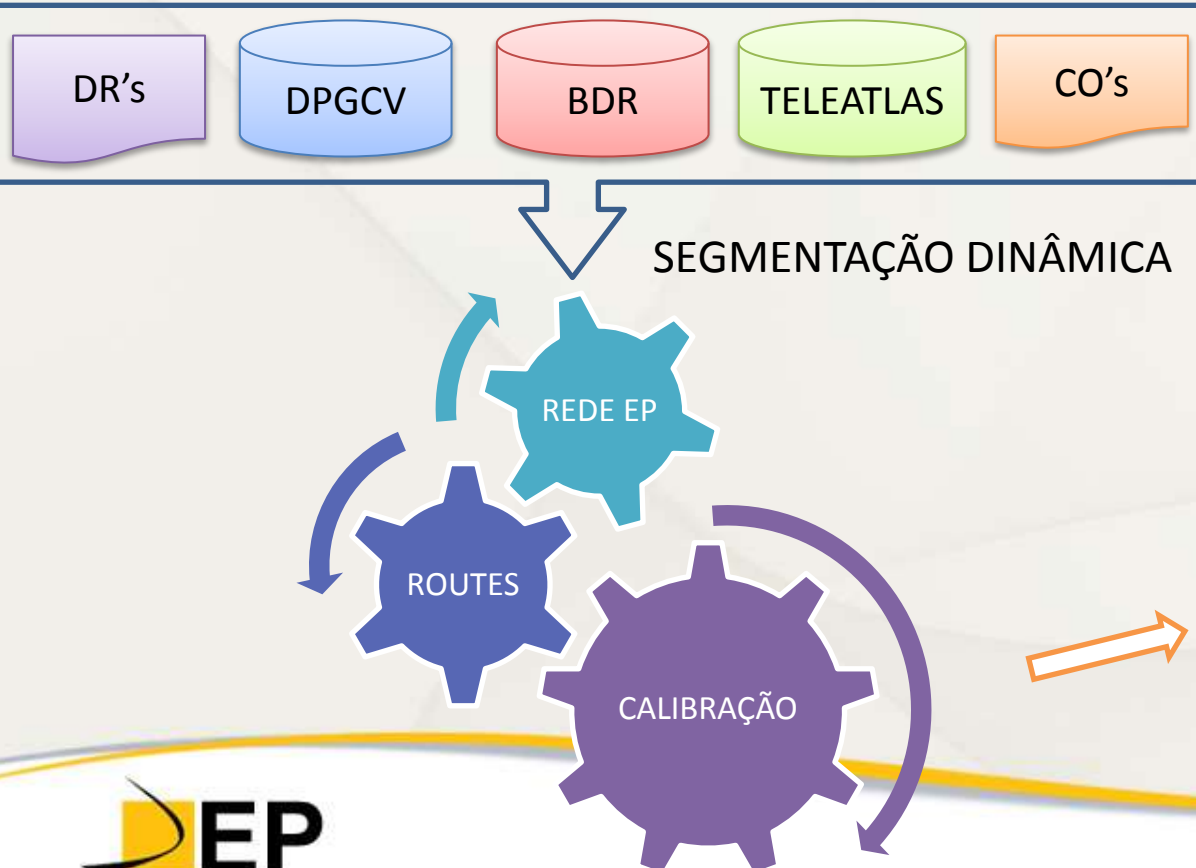 DR’s
DPGCV
BDR
TELEATLAS
CO’s
SEGMENTAÇÃO DINÂMICA
REDE EP
ROUTES
CALIBRAÇÃO
EP